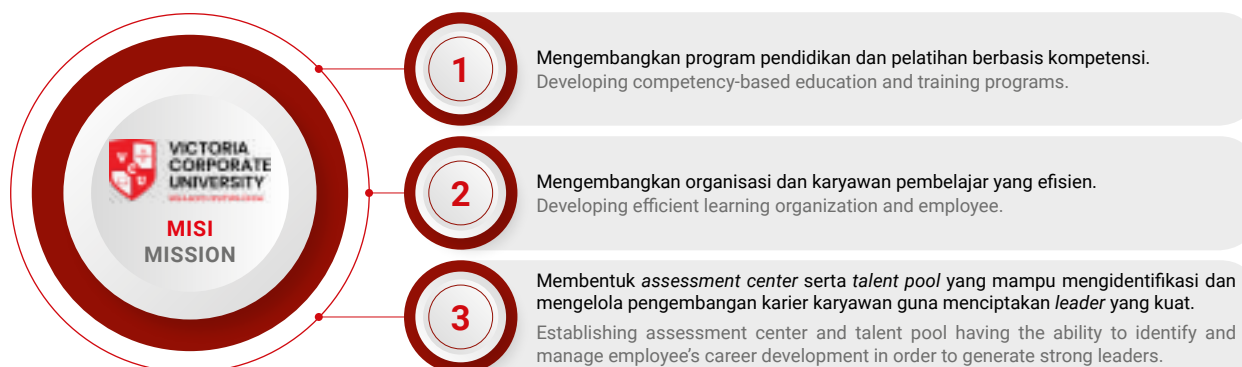 VICTORIA
CORPORATE
UNIVERSITY
MISI
MISSION
1
Mengembangkan program pendidikan dan pelatihan berbasis kompetensi.
Developing competency-based education and training programs.
2
Mengembangkan organisasi dan karyawan pembelajar yang efisien.
Developing efficient learning organization and employee.
3
Membentuk assessment center serta talent pool yang mampu mengidentifikasi dan
mengelola pengembangan karier karyawan guna menciptakan leader yang kuat.
Establishing assessment center and talent pool having the ability to identify and
manage employee’s career development in order to generate strong leaders.